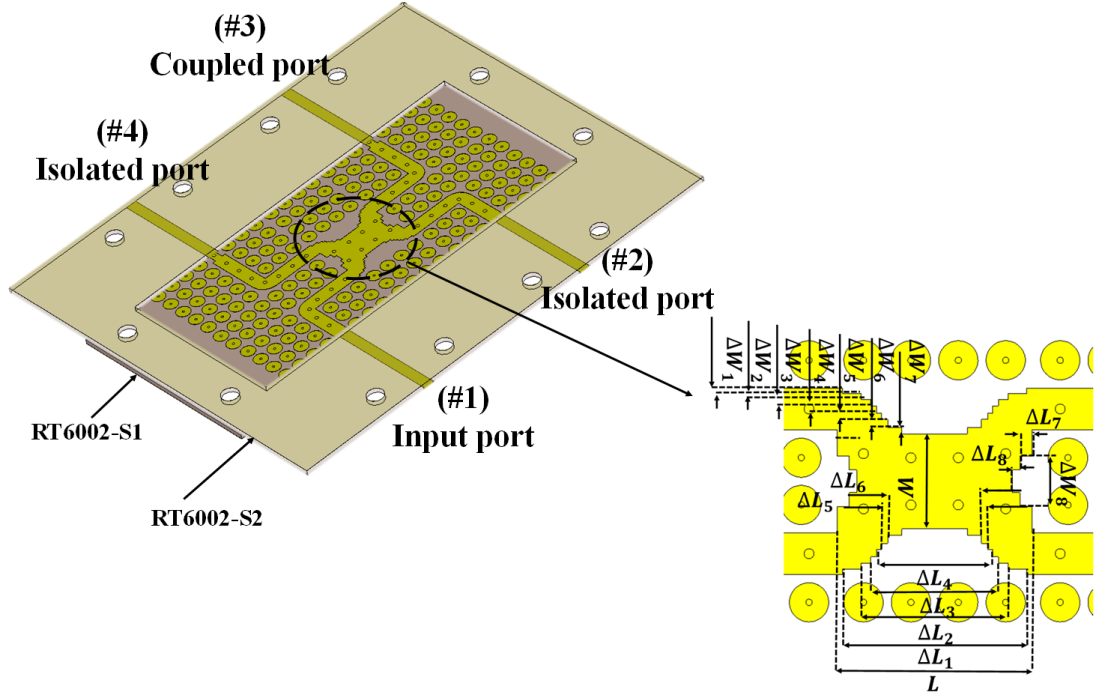 (#3)
Coupled port
(#4)
Isolated port
(#2)
Isolated port
(#1)
Input port
RT6002-S1
RT6002-S2
ΔW₁
ΔW₂
ΔW₃
ΔW₄
ΔW₅
ΔW₆
ΔW₇
ΔL₇
ΔL₈
ΔW₈
ΔL₆
ΔL₅
W
ΔL₄
ΔL₃
ΔL₂
ΔL₁
L